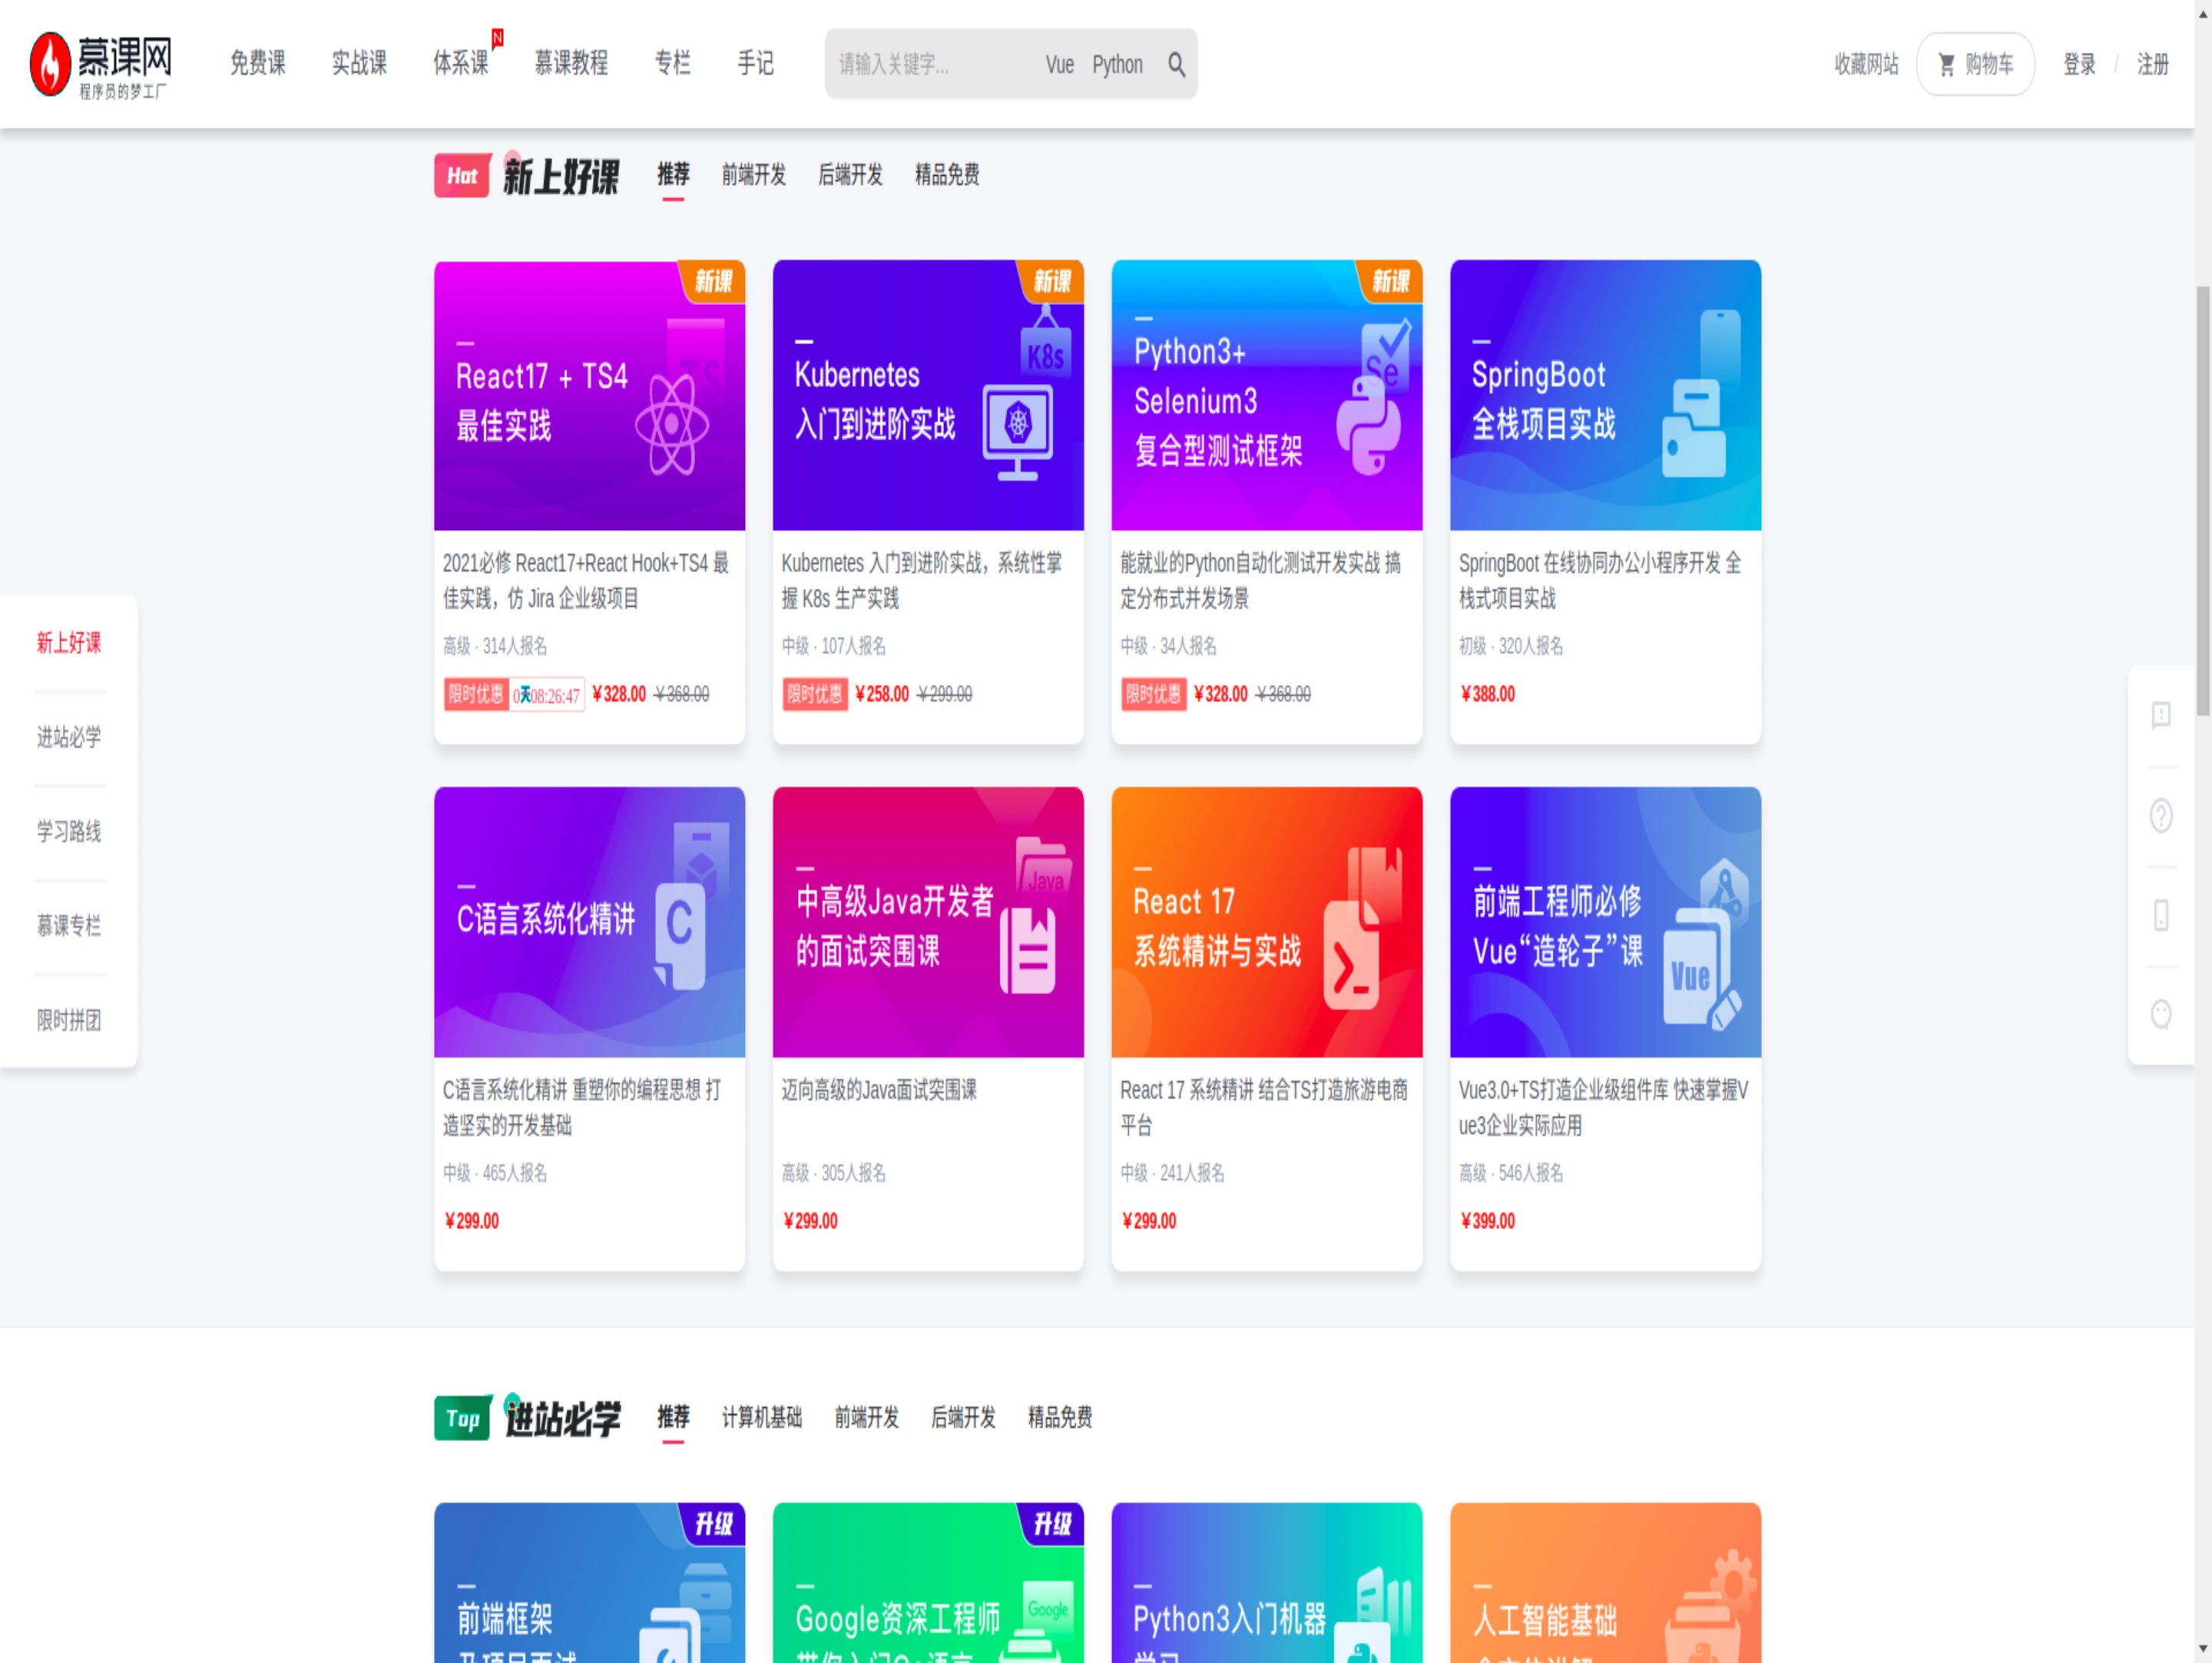 慕课网
程序员的梦工厂
免费课 实战课 体系课 N 慕课教程 专栏 手记
请输入关键字... Vue Python
收藏网站 购物车 登录 / 注册
Hot 新上好课 推荐 前端开发 后端开发 精品免费
新课
TS
React17 + TS4
最佳实践
2021必修 React17+React Hook+TS4 最
佳实践，仿 Jira 企业级项目
高级 · 314人报名
限时优惠 0天08:26:47 ￥328.00 ￥368.00
新课
K8s
Kubernetes
入门到进阶实战
Kubernetes 入门到进阶实战，系统性掌
握 K8s 生产实践
中级 · 107人报名
限时优惠 ￥258.00 ￥299.00
新课
Se
Python3+
Selenium3
复合型测试框架
能就业的Python自动化测试开发实战 搞
定分布式并发场景
中级 · 34人报名
限时优惠 ￥328.00 ￥368.00
SpringBoot
全栈项目实战
SpringBoot 在线协同办公小程序开发 全
栈式项目实战
初级 · 320人报名
￥388.00
新上好课
进站必学
学习路线
慕课专栏
限时拼团
C语言系统化精讲
C
C语言系统化精讲 重塑你的编程思想 打
造坚实的开发基础
中级 · 465人报名
￥299.00
Java
中高级Java开发者
的面试突围课
迈向高级的Java面试突围课
高级 · 305人报名
￥299.00
React 17
系统精讲与实战
React 17 系统精讲 结合TS打造旅游电商
平台
中级 · 241人报名
￥299.00
前端工程师必修
Vue“造轮子”课
Vue
Vue3.0+TS打造企业级组件库 快速掌握V
ue3企业实际应用
高级 · 546人报名
￥399.00
Top 进站必学 推荐 计算机基础 前端开发 后端开发 精品免费
升级
前端框架
及项目面试
升级
Google
Google资深工程师
带你入门Go语言
Python3入门机器
学习
人工智能基础